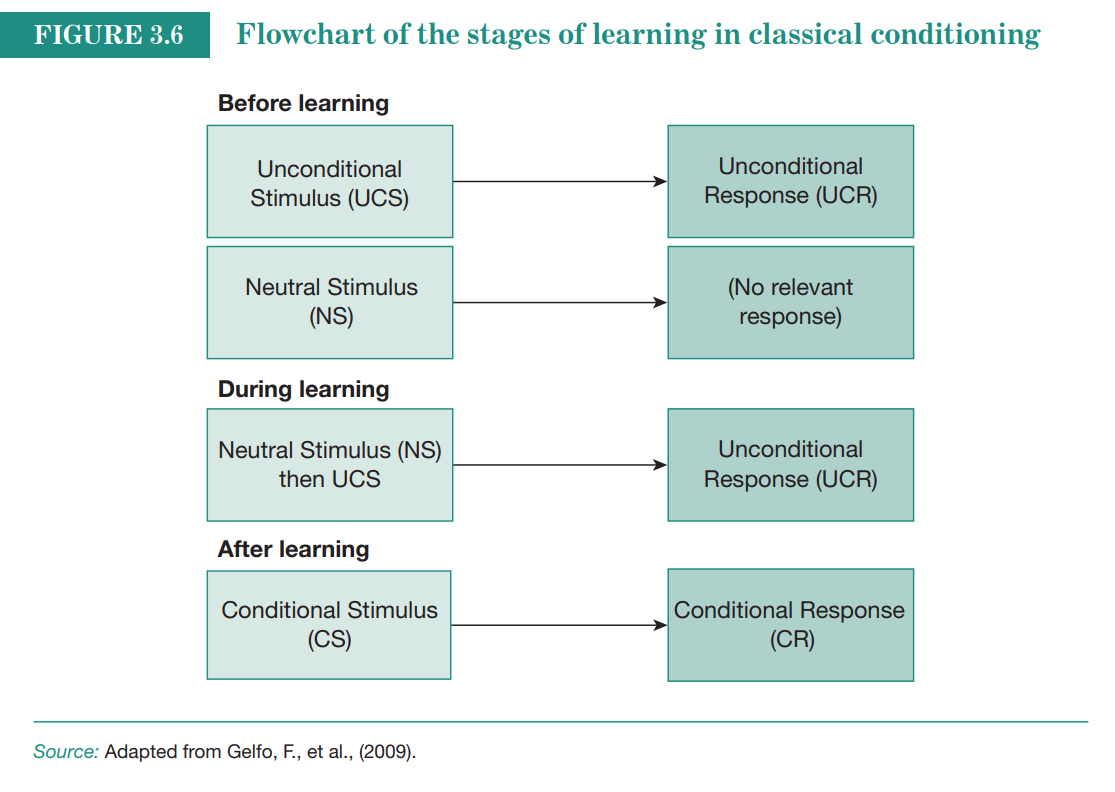 FIGURE 3.6
Flowchart of the stages of learning in classical conditioning
Before learning
Unconditional
Stimulus (UCS)
Unconditional
Response (UCR)
Neutral Stimulus
(NS)
(No relevant
response)
During learning
Neutral Stimulus (NS)
then UCS
Unconditional
Response (UCR)
After learning
Conditional Stimulus
(CS)
Conditional Response
(CR)
Source: Adapted from Gelfo, F., et al., (2009).